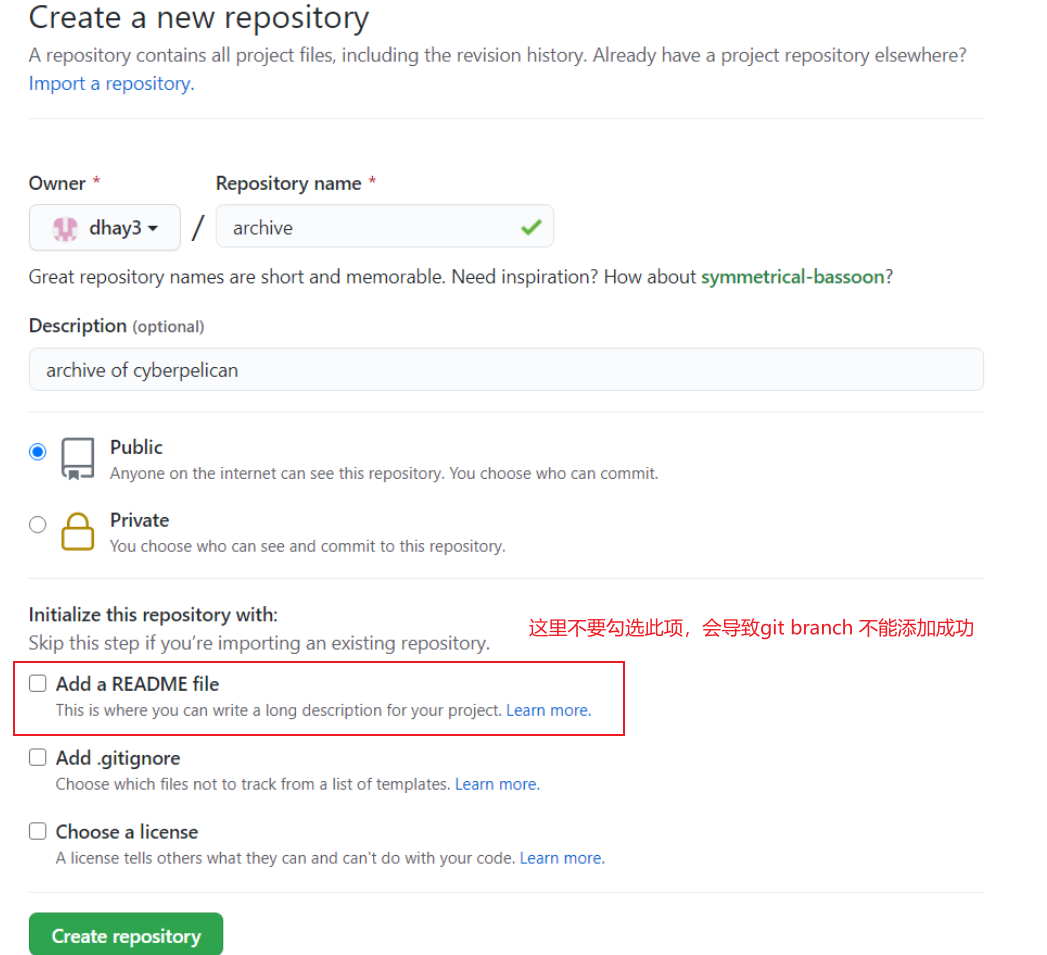 Create a new repository
A repository contains all project files, including the revision history. Already have a project repository elsewhere?
Import a repository.
Owner * Repository name *
dhay3 / archive
Great repository names are short and memorable. Need inspiration? How about symmetrical-bassoon?
Description (optional)
archive of cyberpelican
Public
Anyone on the internet can see this repository. You choose who can commit.
Private
You choose who can see and commit to this repository.
Initialize this repository with:
这里不要勾选此项，会导致git branch 不能添加成功
Skip this step if you're importing an existing repository.
Add a README file
This is where you can write a long description for your project. Learn more.
Add .gitignore
Choose which files not to track from a list of templates. Learn more.
Choose a license
A license tells others what they can and can't do with your code. Learn more.
Create repository